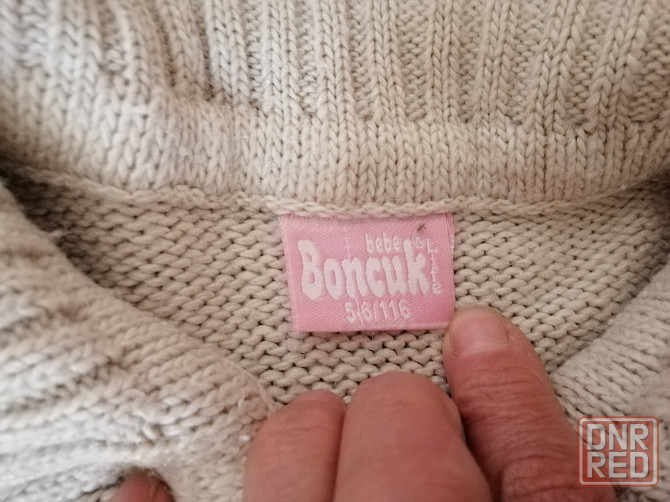 bebe
Boncuk
Life
5/6/116
DNR
RED